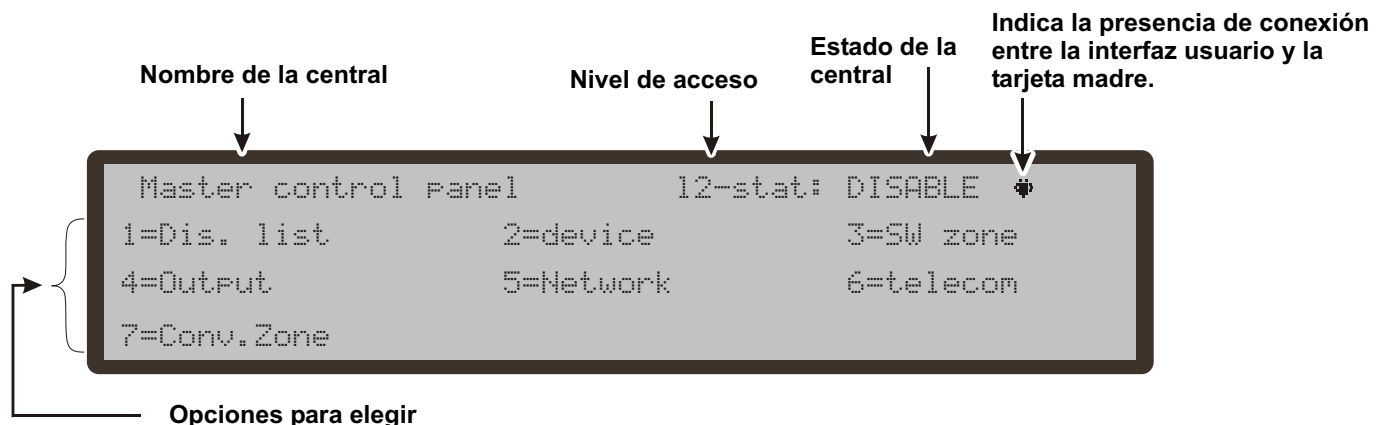 Indica la presencia de conexión
entre la interfaz usuario y la
tarjeta madre.
Estado de la
central
Nombre de la central
Nivel de acceso
Master control panel l2-stat: DISABLE
1=Dis. list 2=device 3=SW zone
4=Output 5=Network 6=telecom
7=Conv.Zone
Opciones para elegir